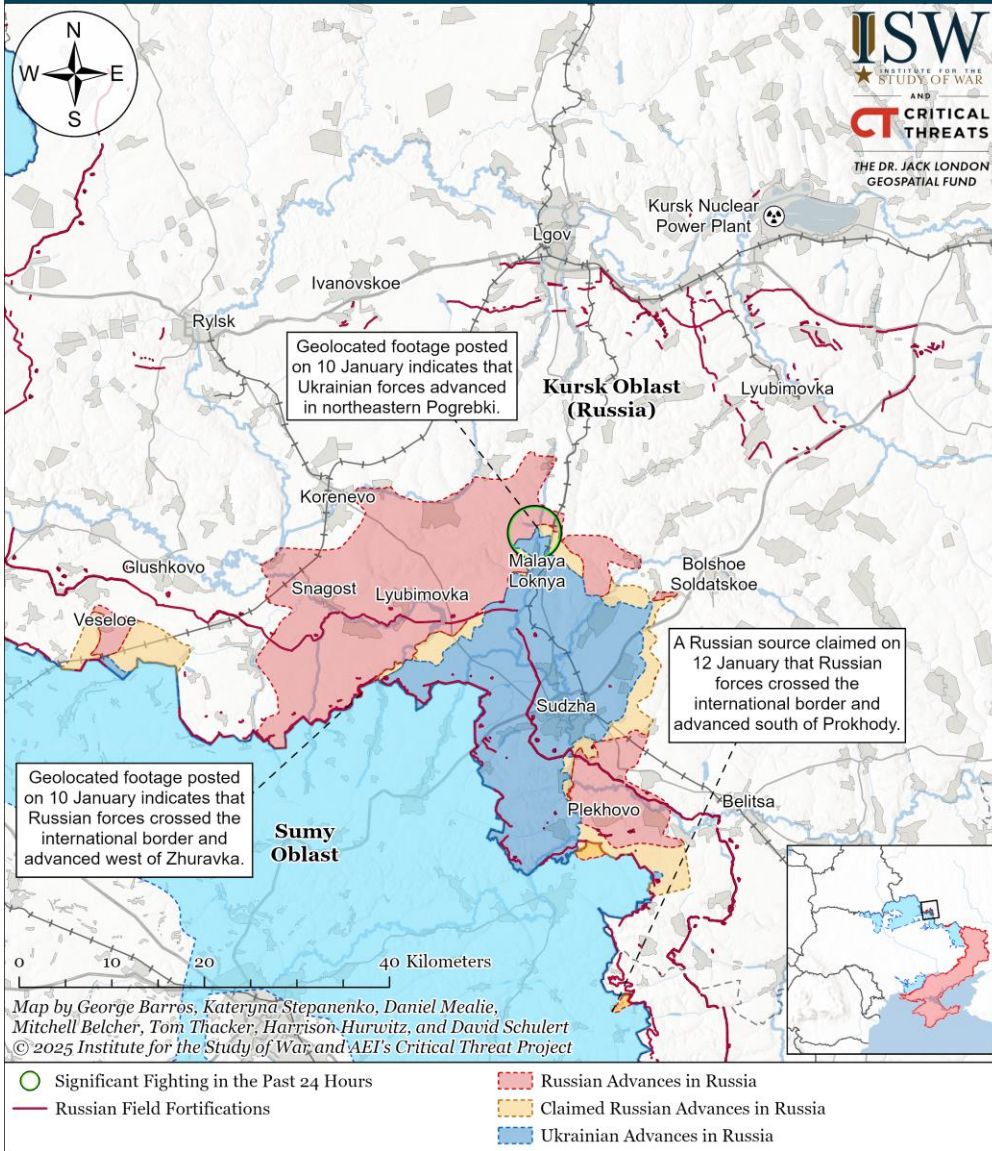 N
W E
S
ISW
INSTITUTE FOR THE
STUDY OF WAR
AND
CT CRITICAL
THREATS
THE DR. JACK LONDON
GEOSPATIAL FUND
Kursk Nuclear
Power Plant
Lgov
Ivanovskoe
Rylsk
Geolocated footage posted
on 10 January indicates that
Ukrainian forces advanced
in northeastern Pogrebki.
Kursk Oblast
(Russia)
Lyubimovka
Korenevo
Malaya
Loknya
Bolshoe
Soldatskoe
Glushkovo
Snagost
Lyubimovka
Veseloe
A Russian source claimed on
12 January that Russian
forces crossed the
international border and
advanced south of Prokhody.
Sudzha
Geolocated footage posted
on 10 January indicates that
Russian forces crossed the
international border and
advanced west of Zhuravka.
Plekhovo
Belitsa
Sumy
Oblast
0 10 20 40 Kilometers
Map by George Barros, Kateryna Stepanenko, Daniel Mealie,
Mitchell Belcher, Tom Thacker, Harrison Hurwitz, and David Schulert
© 2025 Institute for the Study of War and AEI's Critical Threat Project
Significant Fighting in the Past 24 Hours
Russian Field Fortifications
Russian Advances in Russia
Claimed Russian Advances in Russia
Ukrainian Advances in Russia